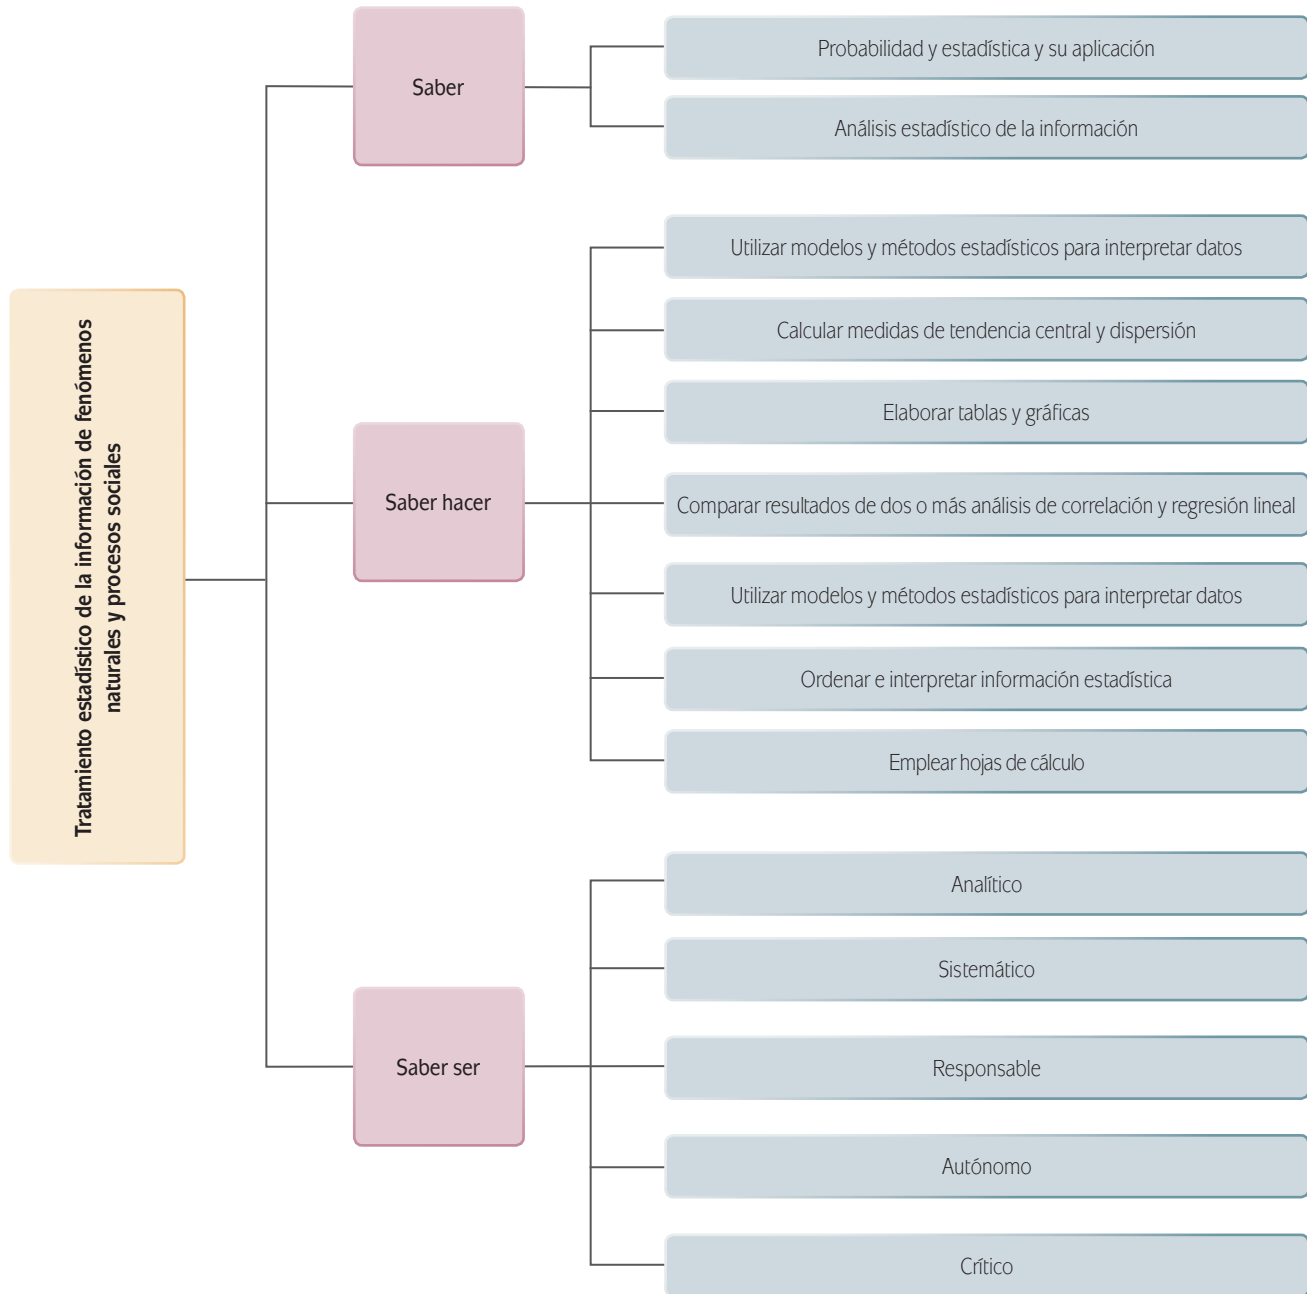 Tratamiento estadístico de la información de fenómenos
naturales y procesos sociales
Saber
Probabilidad y estadística y su aplicación
Análisis estadístico de la información
Saber hacer
Utilizar modelos y métodos estadísticos para interpretar datos
Calcular medidas de tendencia central y dispersión
Elaborar tablas y gráficas
Comparar resultados de dos o más análisis de correlación y regresión lineal
Utilizar modelos y métodos estadísticos para interpretar datos
Ordenar e interpretar información estadística
Emplear hojas de cálculo
Saber ser
Analítico
Sistemático
Responsable
Autónomo
Crítico